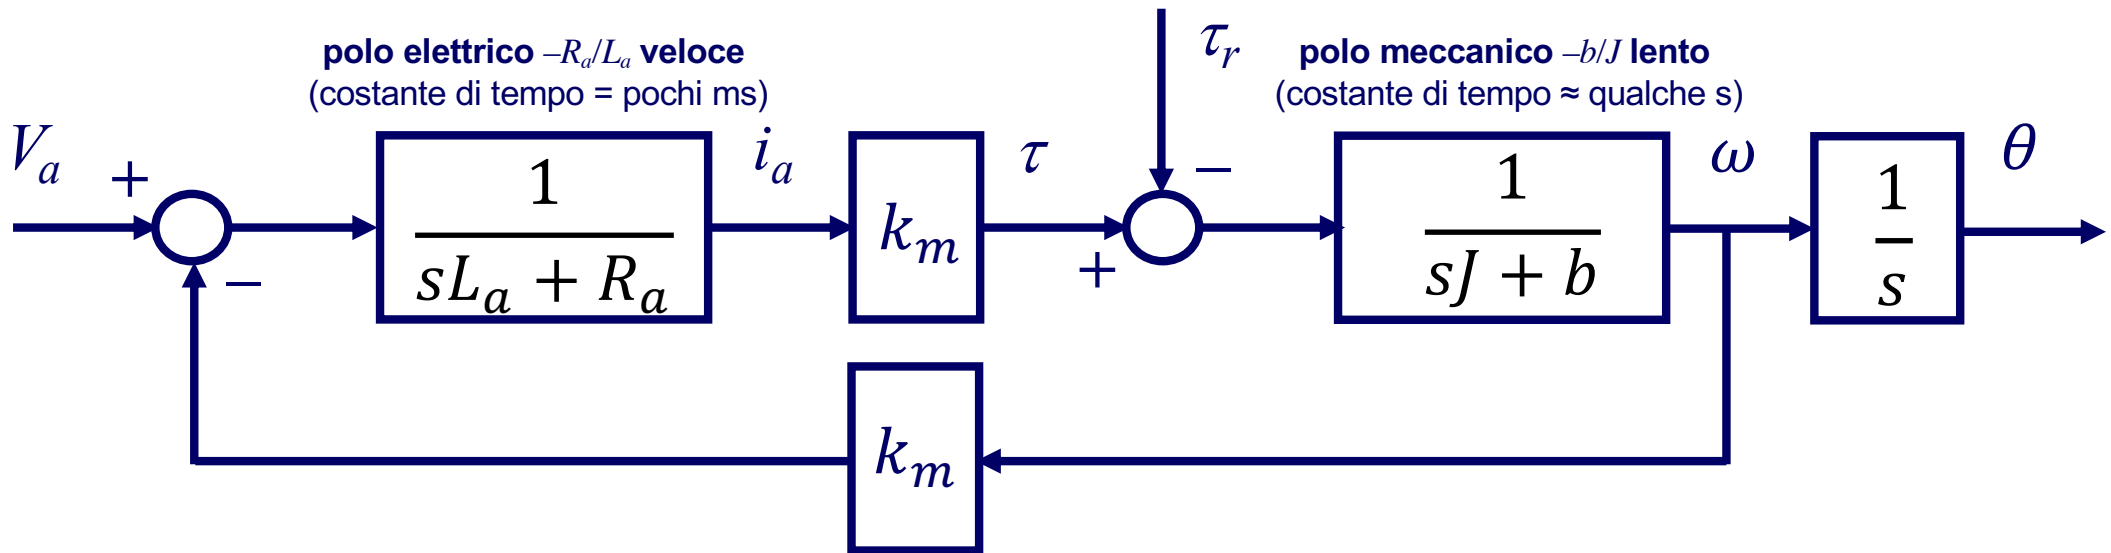 polo elettrico –Rₐ/Lₐ veloce
(costante di tempo = pochi ms)
τᵣ
polo meccanico –b/J lento
(costante di tempo ≈ qualche s)
Vₐ
+
–
1
sLₐ + Rₐ
iₐ
kₘ
τ
+
–
1
sJ + b
ω
1
s
θ
kₘ